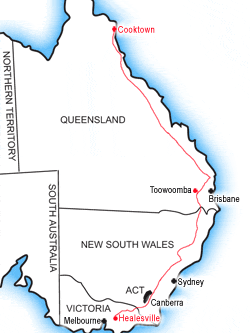 Cooktown
NORTHERN TERRITORY
QUEENSLAND
Toowoomba
Brisbane
SOUTH AUSTRALIA
NEW SOUTH WALES
Sydney
ACT
Canberra
VICTORIA
Melbourne
Healesville